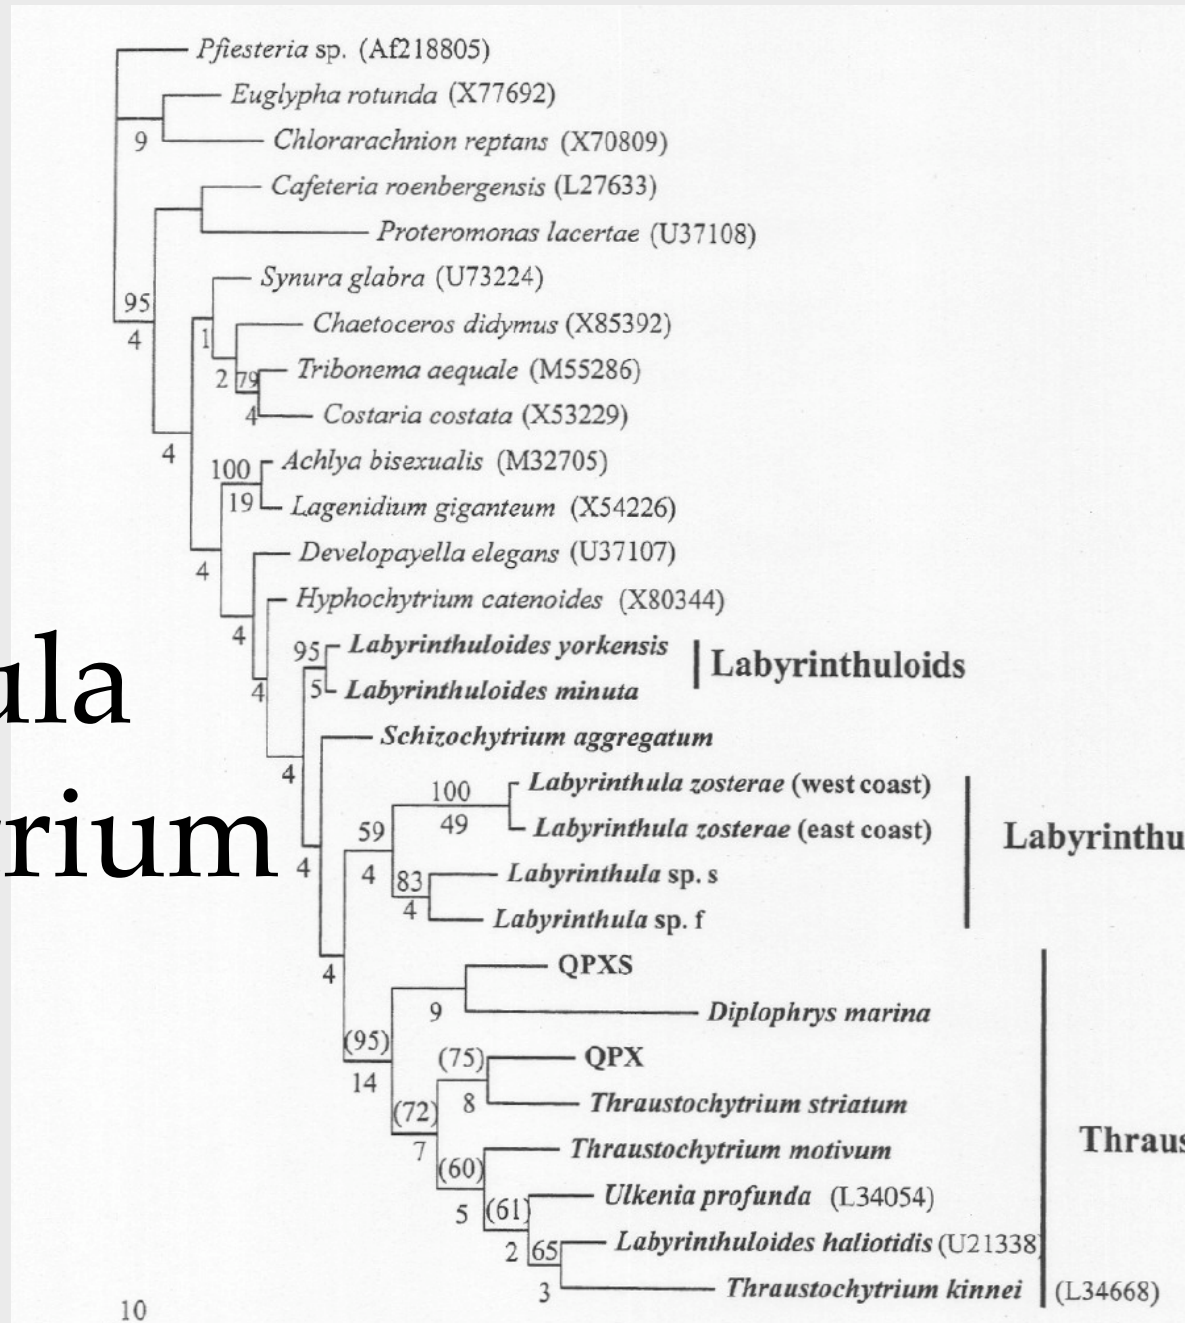 Pfiesteria sp. (Af218805)
Euglypha rotunda (X77692)
9
Chlorarachnion reptans (X70809)
Cafeteria roenbergensis (L27633)
Proteromonas lacertae (U37108)
Synura glabra (U73224)
95
4
Chaetoceros didymus (X85392)
1
Tribonema aequale (M55286)
2 79
Costaria costata (X53229)
4
4
Achlya bisexualis (M32705)
100
19
Lagenidium giganteum (X54226)
Developayella elegans (U37107)
4
Hyphochytrium catenoides (X80344)
4
95
Labyrinthuloides yorkensis
Labyrinthuloids
4
5
Labyrinthuloides minuta
ula
Schizochytrium aggregatum
4
Labyrinthula zosterae (west coast)
100
49
Labyrinthula zosterae (east coast)
59
Labyrinthu
rium
4
4
83
Labyrinthula sp. s
4
Labyrinthula sp. f
4
QPXS
9
Diplophrys marina
(95)
14
(75)
QPX
8
Thraustochytrium striatum
(72)
7
Thraus
Thraustochytrium motivum
(60)
5
Ulkenia profunda (L34054)
(61)
2
65
Labyrinthuloides haliotidis (U21338
3
Thraustochytrium kinnei (L34668)
10